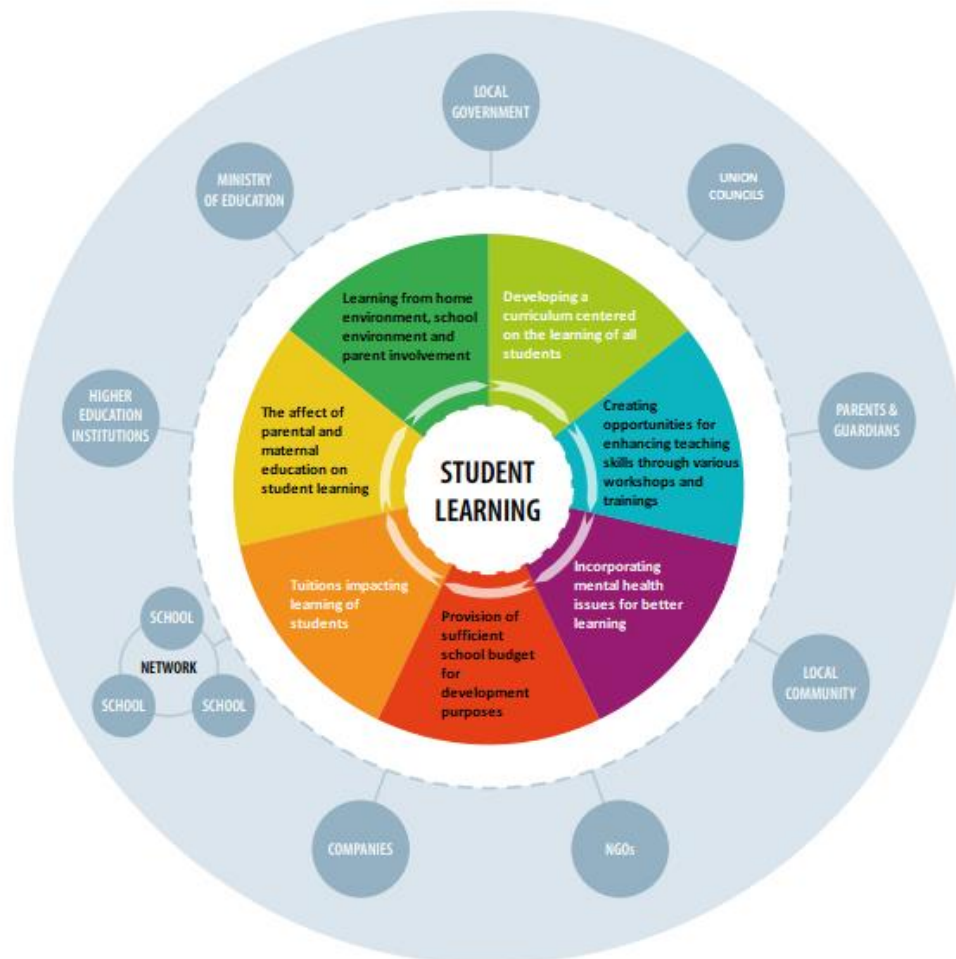 LOCAL
GOVERNMENT
UNION
COUNCILS
PARENTS &
GUARDIANS
LOCAL
COMMUNITY
NGOs
COMPANIES
SCHOOL
NETWORK
SCHOOL
SCHOOL
HIGHER
EDUCATION
INSTITUTIONS
MINISTRY
OF EDUCATION
Developing a
curriculum centered
on the learning of all
students
Creating
opportunities for
enhancing teaching
skills through various
workshops and
trainings
Incorporating
mental health
issues for better
learning
Provision of
sufficient
school budget
for
development
purposes
Tuitions impacting
learning of
students
The affect of
parental and
maternal
education on
student learning
Learning from home
environment, school
environment and
parent involvement
STUDENT
LEARNING